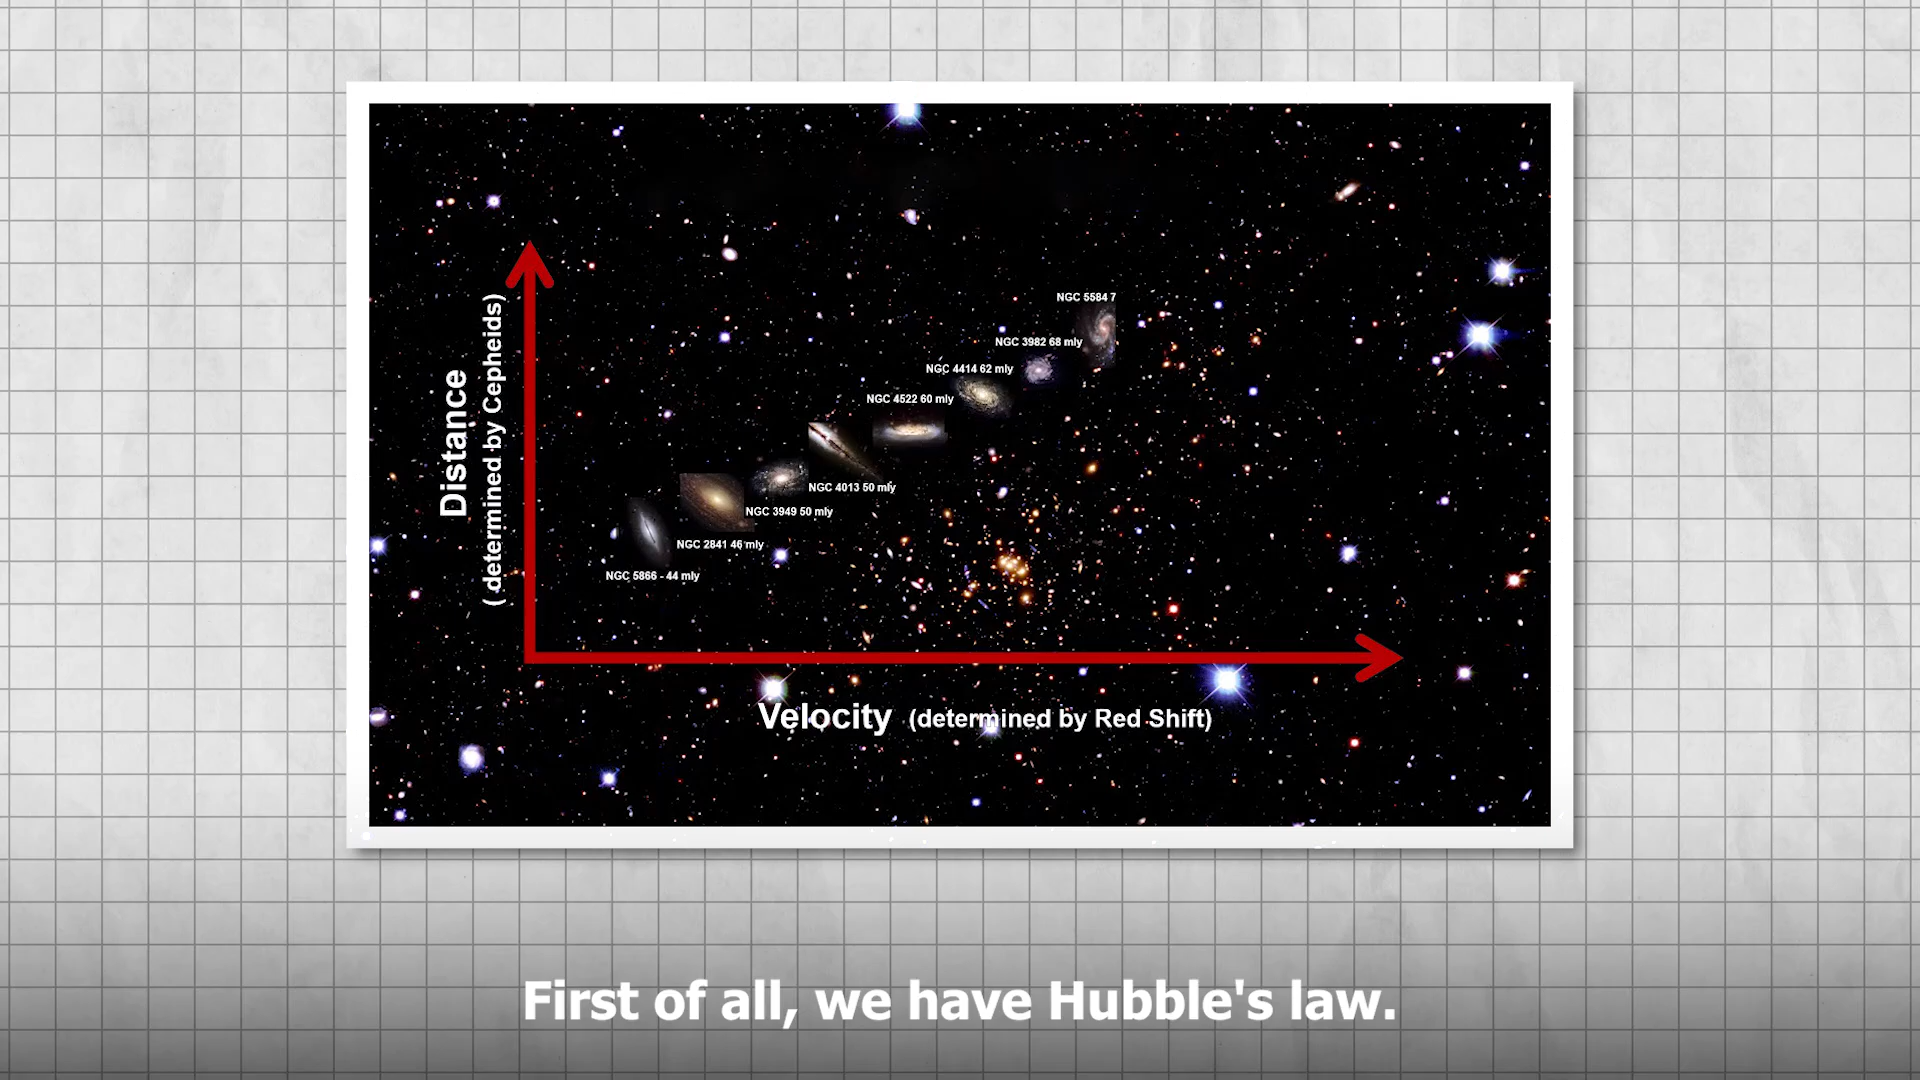 Distance
( determined by Cepheids)
NGC 5584 7
NGC 3982 68 mly
NGC 4414 62 mly
NGC 4522 60 mly
NGC 4013 50 mly
NGC 3949 50 mly
NGC 2841 46 mly
NGC 5866 - 44 mly
Velocity (determined by Red Shift)
First of all, we have Hubble's law.